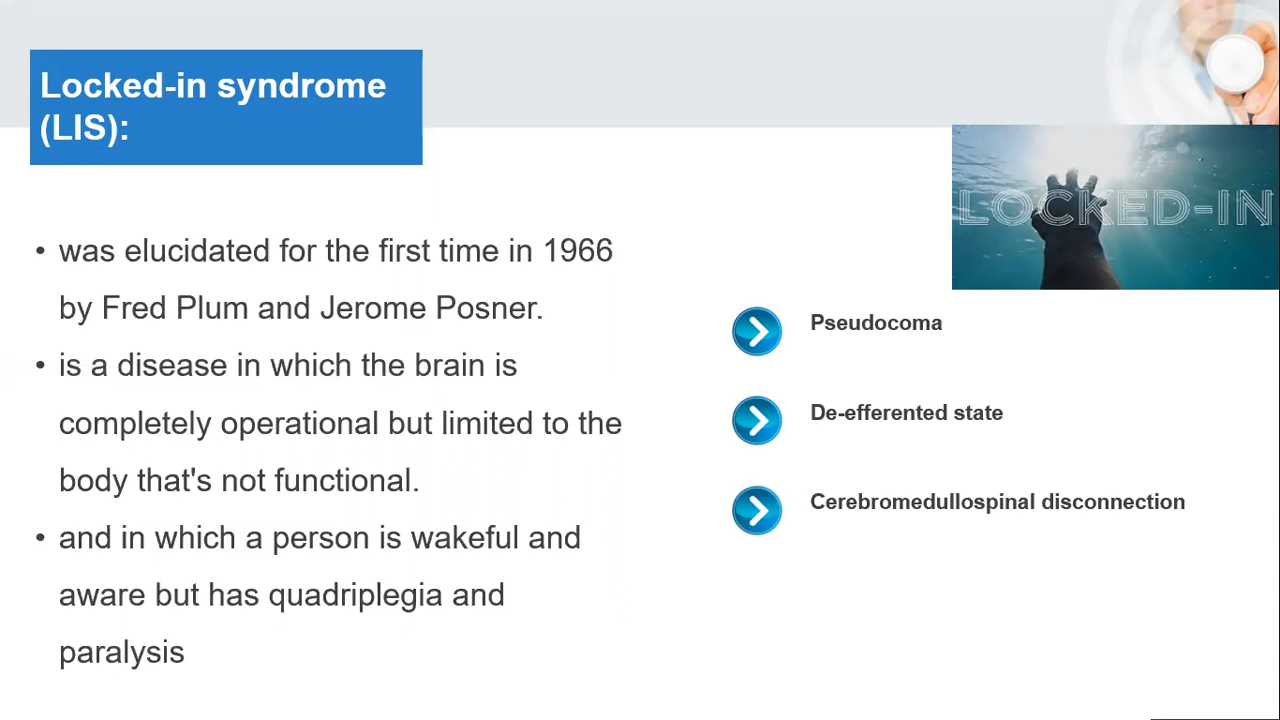 Locked-in syndrome
(LIS):
LOCKED-IN
• was elucidated for the first time in 1966
by Fred Plum and Jerome Posner.
• is a disease in which the brain is
completely operational but limited to the
body that's not functional.
• and in which a person is wakeful and
aware but has quadriplegia and
paralysis
Pseudocoma
De-efferented state
Cerebromedullospinal disconnection